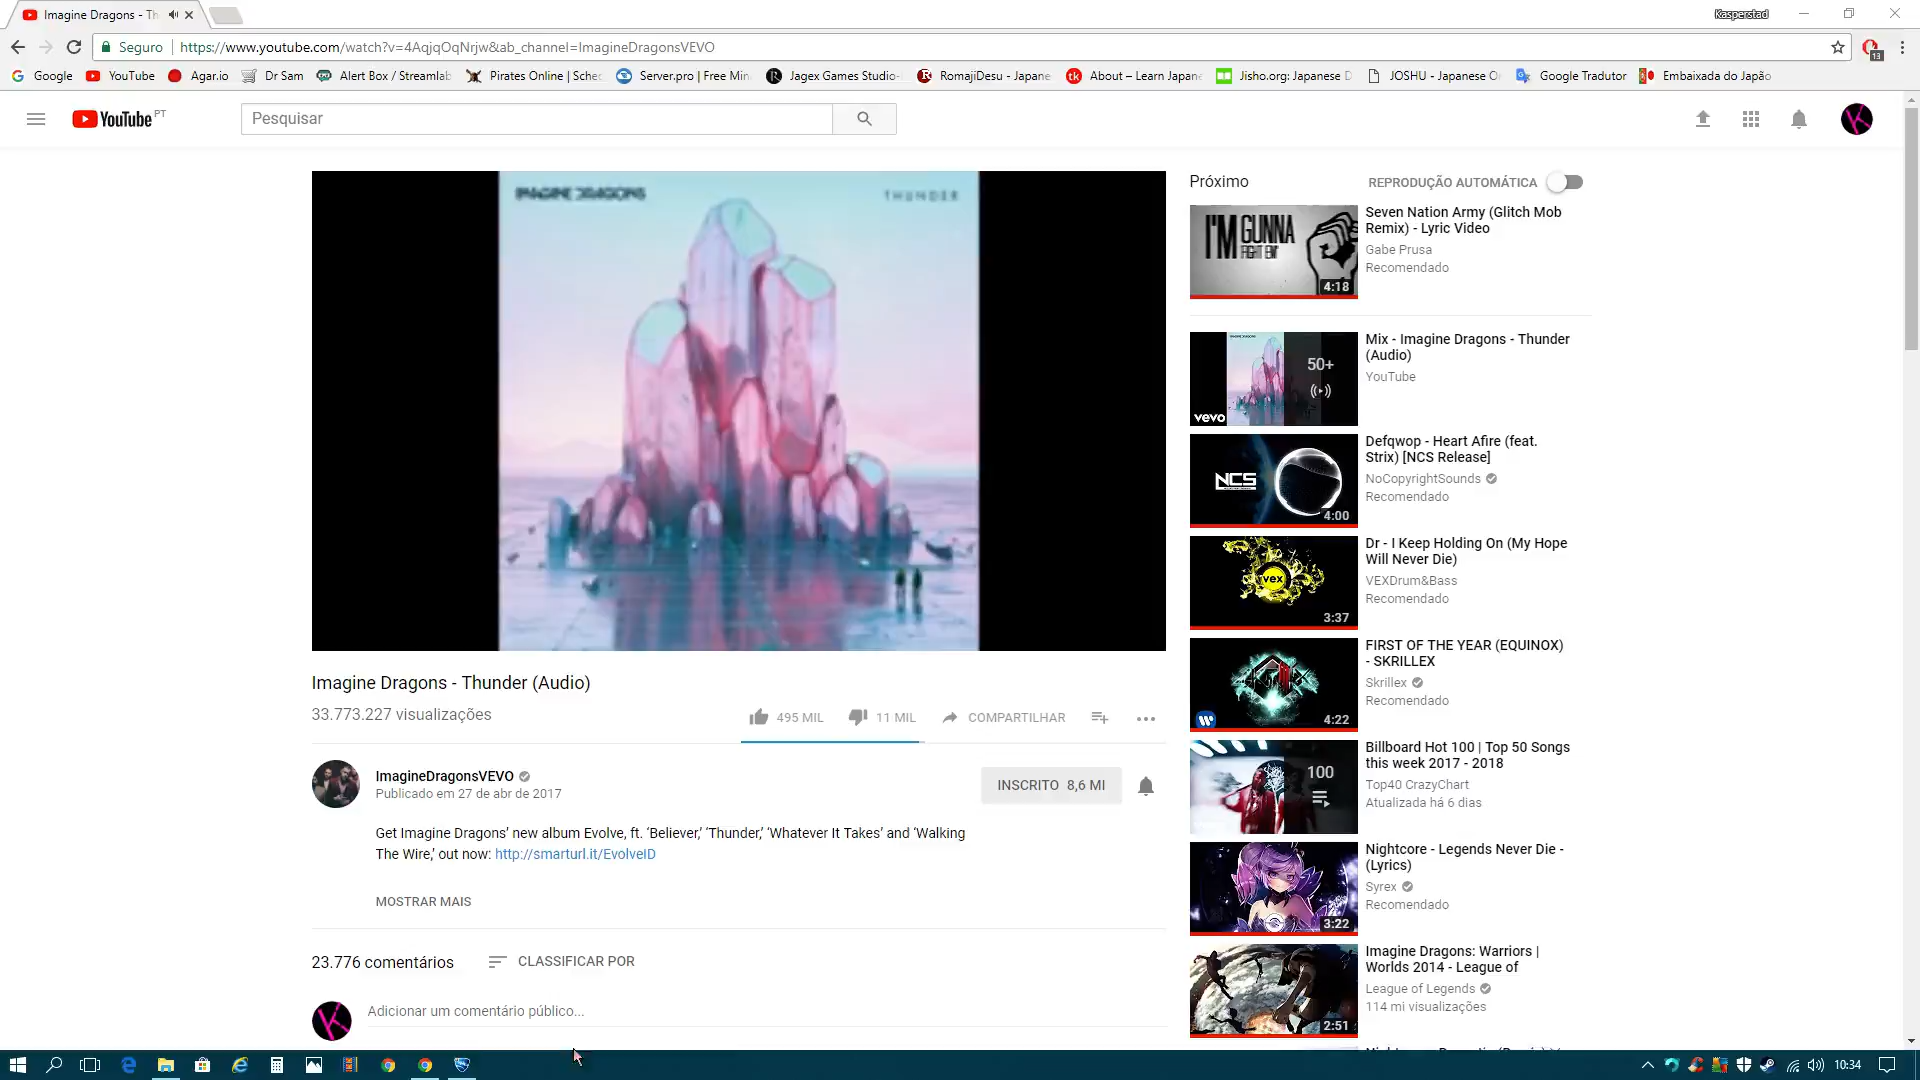 Imagine Dragons - Th
Kasperstad
Seguro
https://www.youtube.com/watch?v=4AqjqOqNrjw&ab_channel=ImagineDragonsVEVO
13
Google
YouTube
Agar.io
Dr Sam
Alert Box / Streamlab
Pirates Online | Sche
Server.pro | Free Min
Jagex Games Studio-
RomajiDesu - Japane
About – Learn Japane
Jisho.org: Japanese D
JOSHU - Japanese O
Google Tradutor
Embaixada do Japão
YouTube PT
Pesquisar
IMAGINE DRAGONS
THUNDER
Imagine Dragons - Thunder (Audio)
33.773.227 visualizações
495 MIL
11 MIL
COMPARTILHAR
ImagineDragonsVEVO
Publicado em 27 de abr de 2017
INSCRITO 8,6 MI
Get Imagine Dragons’ new album Evolve, ft. ‘Believer,’ ‘Thunder,’ ‘Whatever It Takes’ and ‘Walking
The Wire,’ out now: http://smarturl.it/EvolveID
MOSTRAR MAIS
23.776 comentários
CLASSIFICAR POR
Adicionar um comentário público...
Próximo
REPRODUÇÃO AUTOMÁTICA
I'M GUNNA
FIGHT EM'
4:18
Seven Nation Army (Glitch Mob
Remix) - Lyric Video
Gabe Prusa
Recomendado
50+
vevo
Mix - Imagine Dragons - Thunder
(Audio)
YouTube
NCS
4:00
Defqwop - Heart Afire (feat.
Strix) [NCS Release]
NoCopyrightSounds
Recomendado
vex
3:37
Dr - I Keep Holding On (My Hope
Will Never Die)
VEXDrum&Bass
Recomendado
4:22
FIRST OF THE YEAR (EQUINOX)
- SKRILLEX
Skrillex
Recomendado
100
Billboard Hot 100 | Top 50 Songs
this week 2017 - 2018
Top40 CrazyChart
Atualizada há 6 dias
3:22
Nightcore - Legends Never Die -
(Lyrics)
Syrex
Recomendado
2:51
Imagine Dragons: Warriors |
Worlds 2014 - League of
League of Legends
114 mi visualizações
10:34